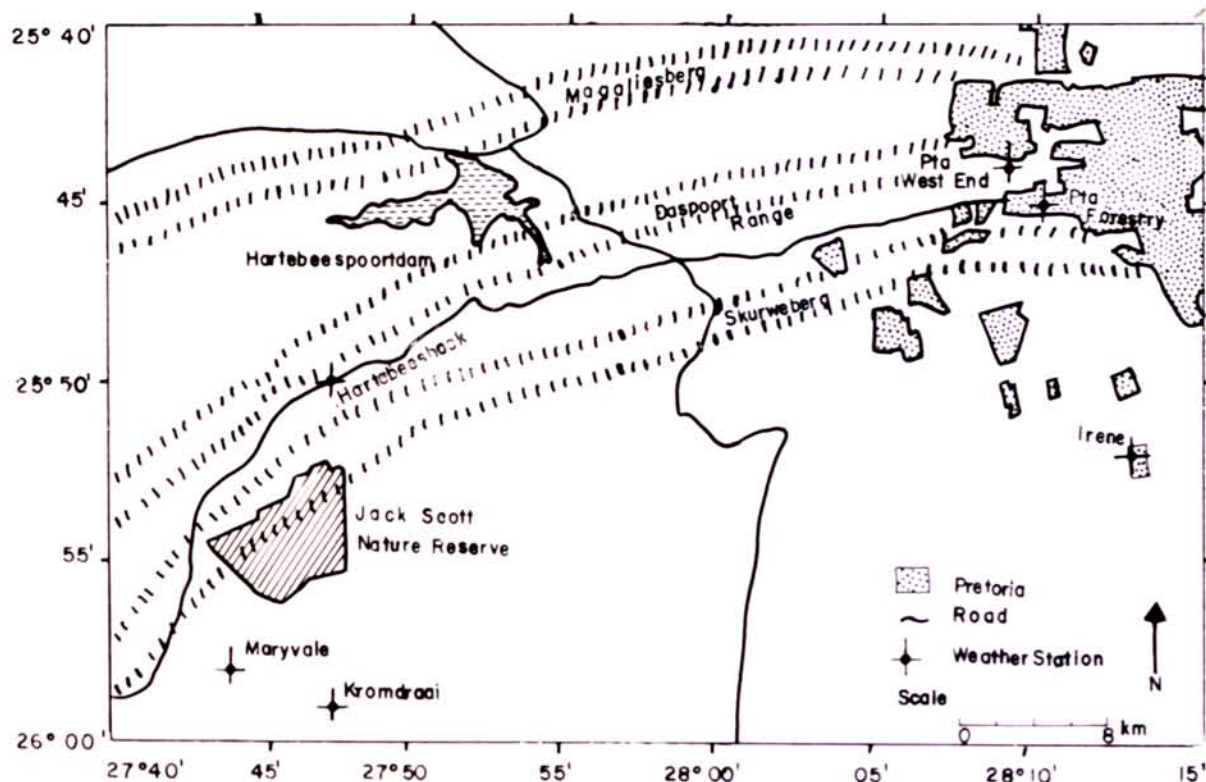 25° 40'
Magaliesberg
Pta
West End
25° 45'
Daspoort
Range
Pta
Forestry
Hartebeespoortdam
Skurweberg
Hartebeeshoek
25° 50'
Irene
Jack Scott
Nature Reserve
25° 55'
Pretoria
Road
Maryvale
Weather Station
Kromdraai
Scale
N
0 8 km
26° 00'
27° 40' 45' 27° 50' 55' 28° 00' 05' 28° 10' 15'